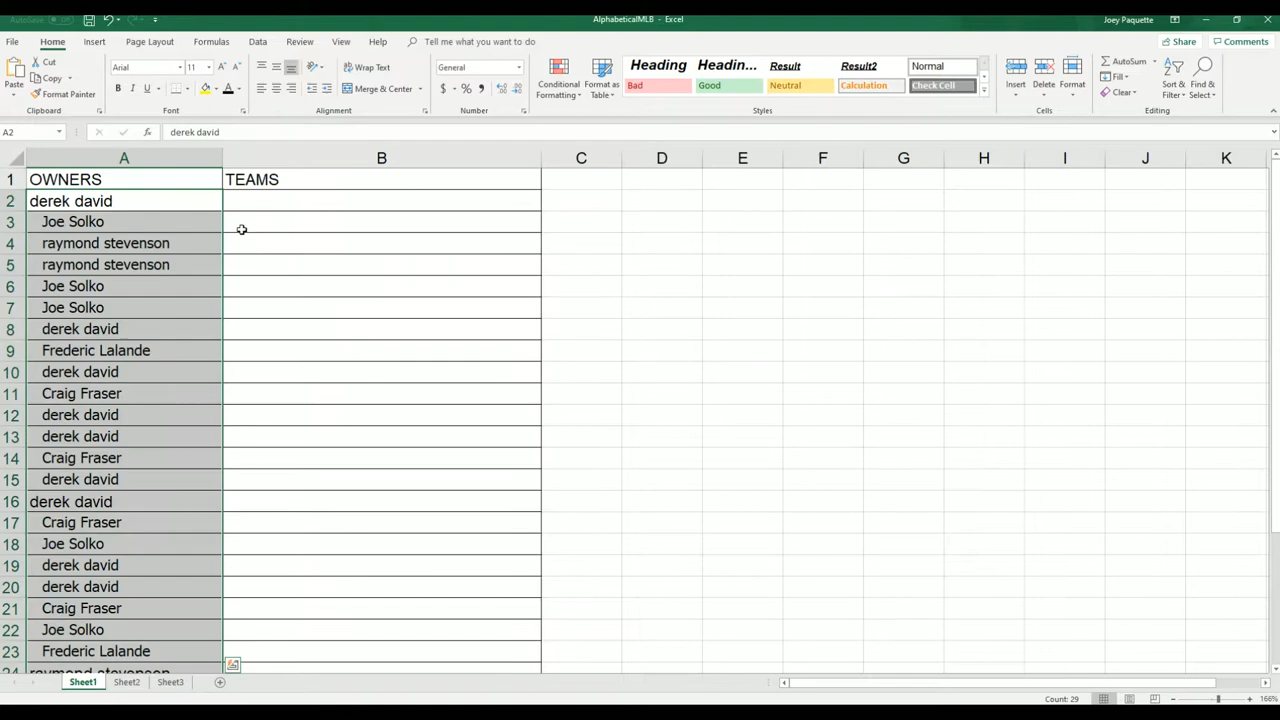 AutoSave Off
AlphabeticalMLB - Excel
Joey Paquette
File Home Insert Page Layout Formulas Data Review View Help Tell me what you want to do Share Comments
Cut
Copy
Format Painter
Paste
Clipboard
Arial 11
B I U
Font
Wrap Text
Merge & Center
Alignment
General
$ % ,
Number
Conditional Formatting
Format as Table
Heading Headin... Result Result2 Normal
Bad Good Neutral Calculation Check Cell
Styles
Insert Delete Format
Cells
AutoSum
Fill
Clear
Sort & Filter
Find & Select
Editing
A2 fx derek david
A B C D E F G H I J K
1 OWNERS TEAMS
2 derek david
3 Joe Solko
4 raymond stevenson
5 raymond stevenson
6 Joe Solko
7 Joe Solko
8 derek david
9 Frederic Lalande
10 derek david
11 Craig Fraser
12 derek david
13 derek david
14 Craig Fraser
15 derek david
16 derek david
17 Craig Fraser
18 Joe Solko
19 derek david
20 derek david
21 Craig Fraser
22 Joe Solko
23 Frederic Lalande
24 raymond stevenson
Sheet1 Sheet2 Sheet3
Count: 29 166%